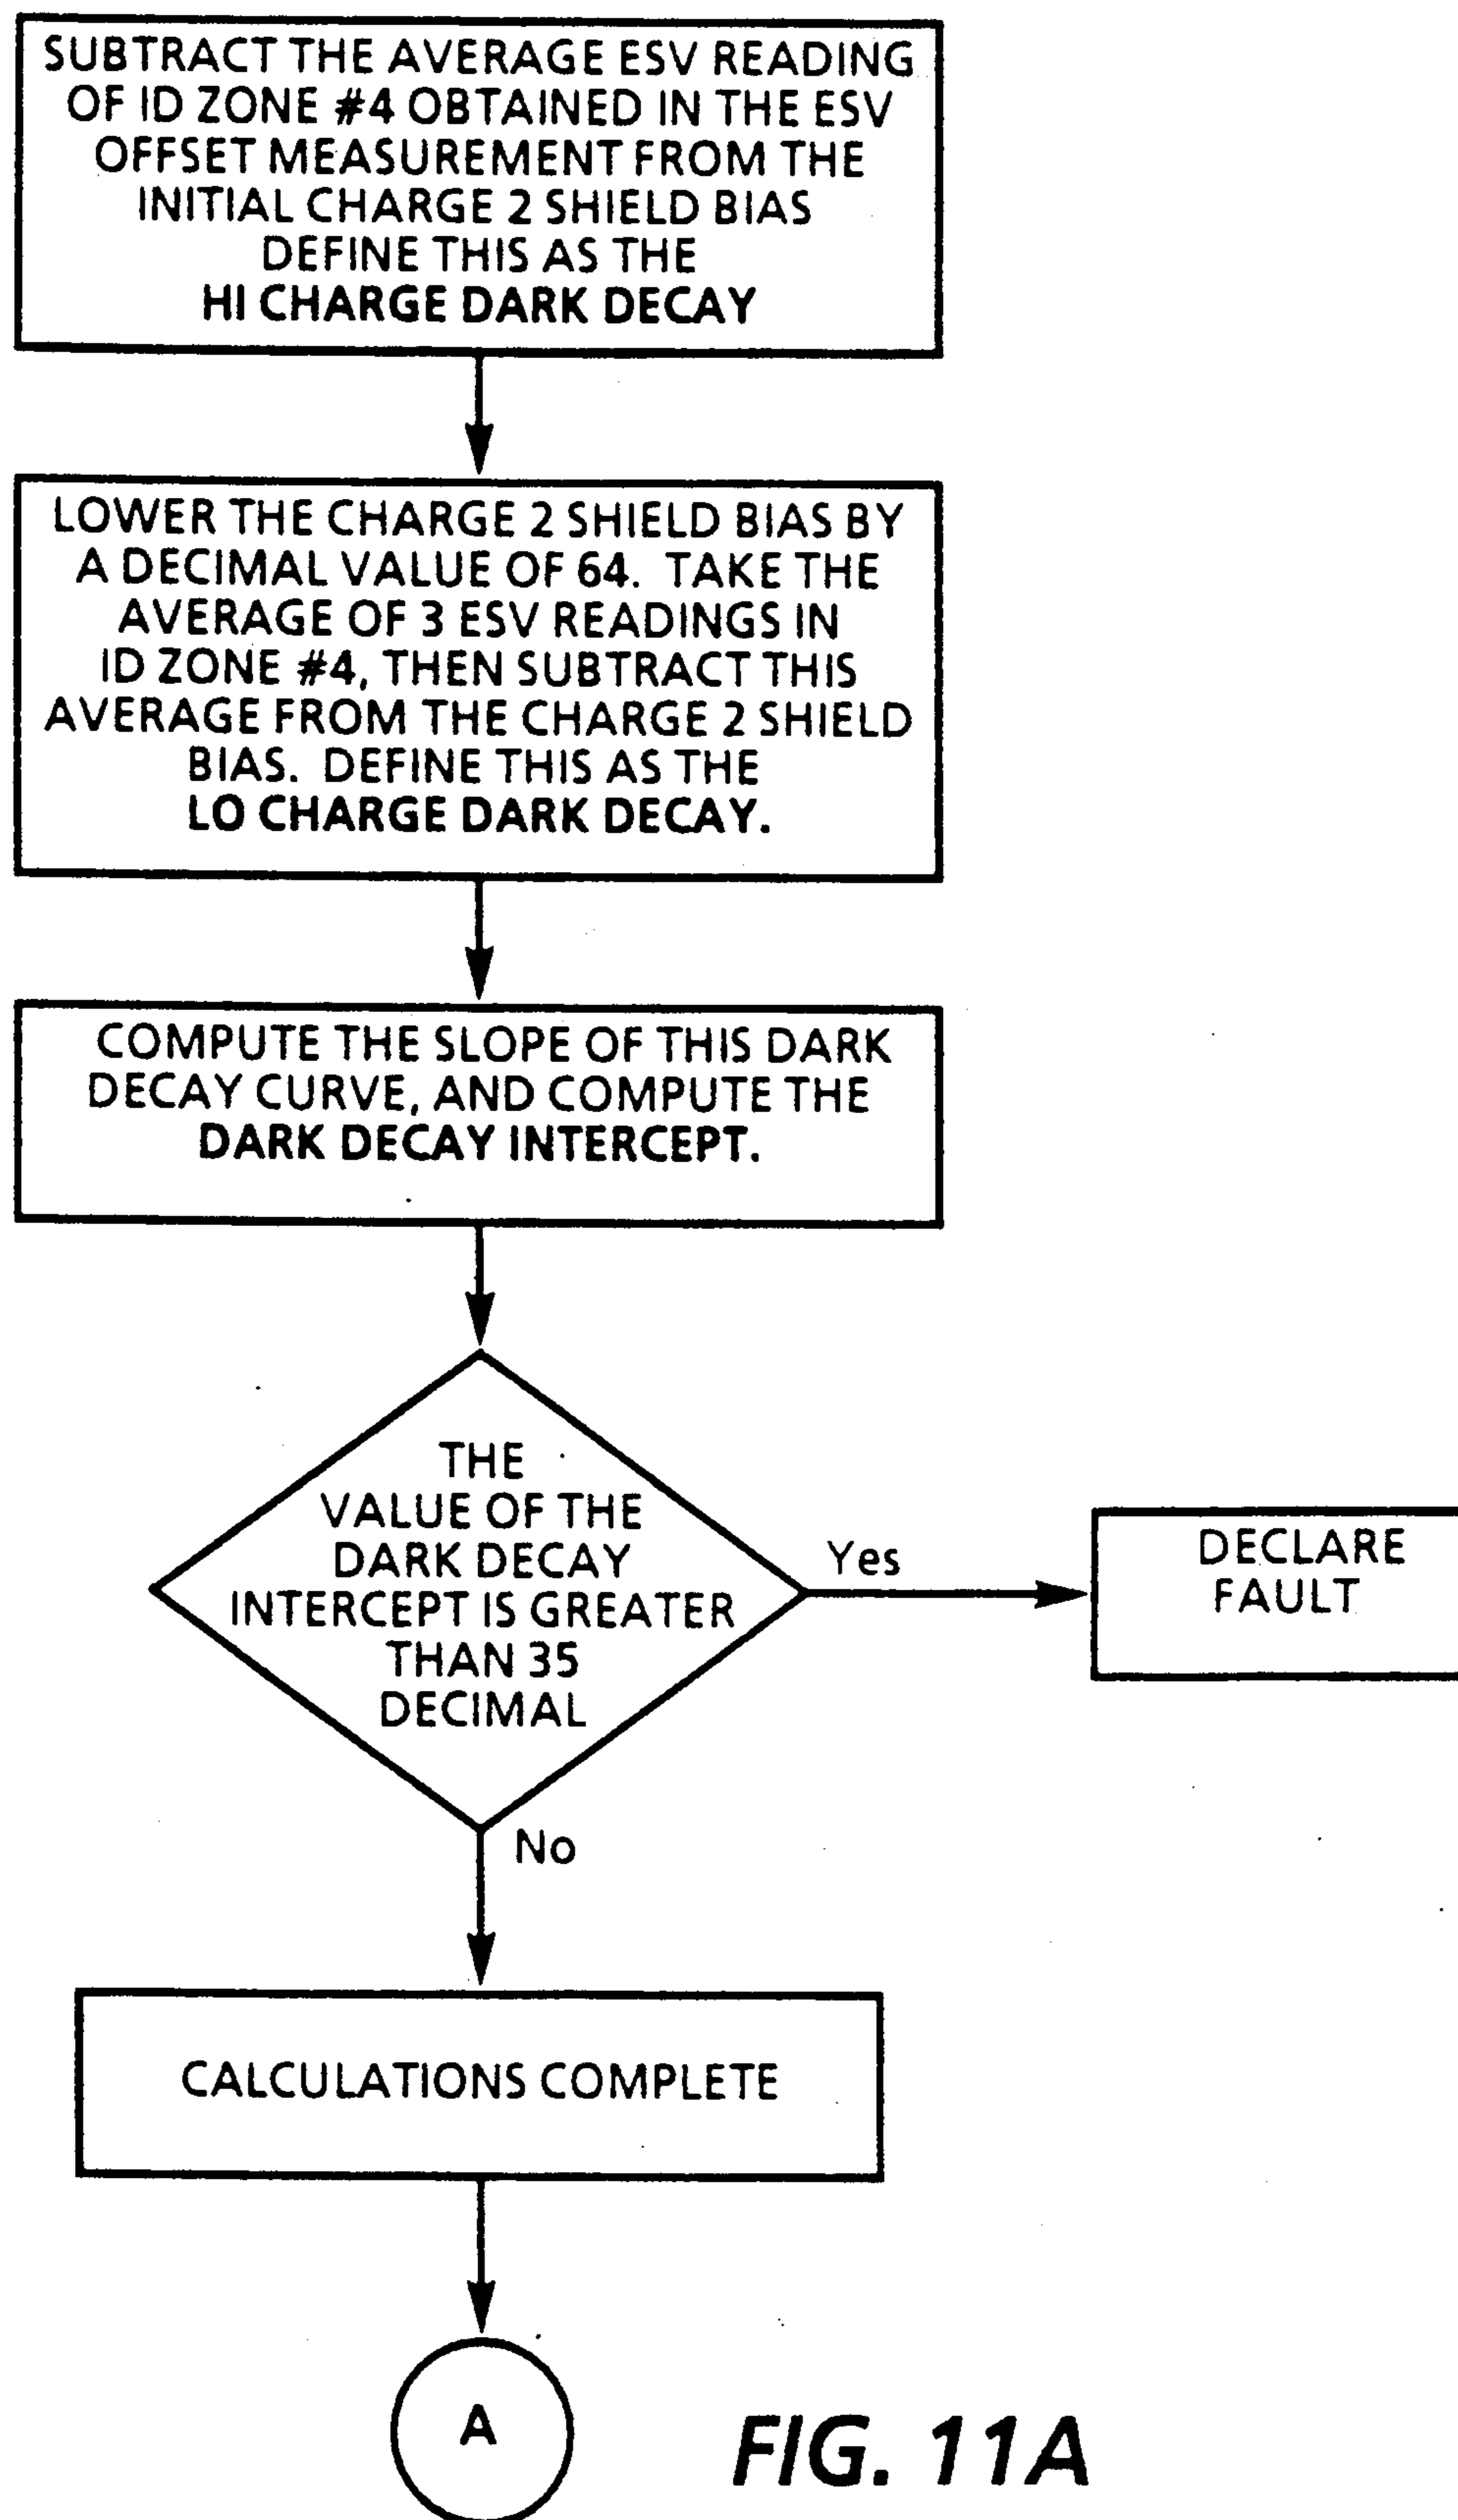 SUBTRACT THE AVERAGE ESV READING
OF ID ZONE #4 OBTAINED IN THE ESV
OFFSET MEASUREMENT FROM THE
INITIAL CHARGE 2 SHIELD BIAS
DEFINE THIS AS THE
HI CHARGE DARK DECAY
LOWER THE CHARGE 2 SHIELD BIAS BY
A DECIMAL VALUE OF 64. TAKE THE
AVERAGE OF 3 ESV READINGS IN
ID ZONE #4, THEN SUBTRACT THIS
AVERAGE FROM THE CHARGE 2 SHIELD
BIAS. DEFINE THIS AS THE
LO CHARGE DARK DECAY.
COMPUTE THE SLOPE OF THIS DARK
DECAY CURVE, AND COMPUTE THE
DARK DECAY INTERCEPT.
THE
VALUE OF THE
DARK DECAY
INTERCEPT IS GREATER
THAN 35
DECIMAL
Yes
DECLARE
FAULT
No
CALCULATIONS COMPLETE
A
FIG. 11A